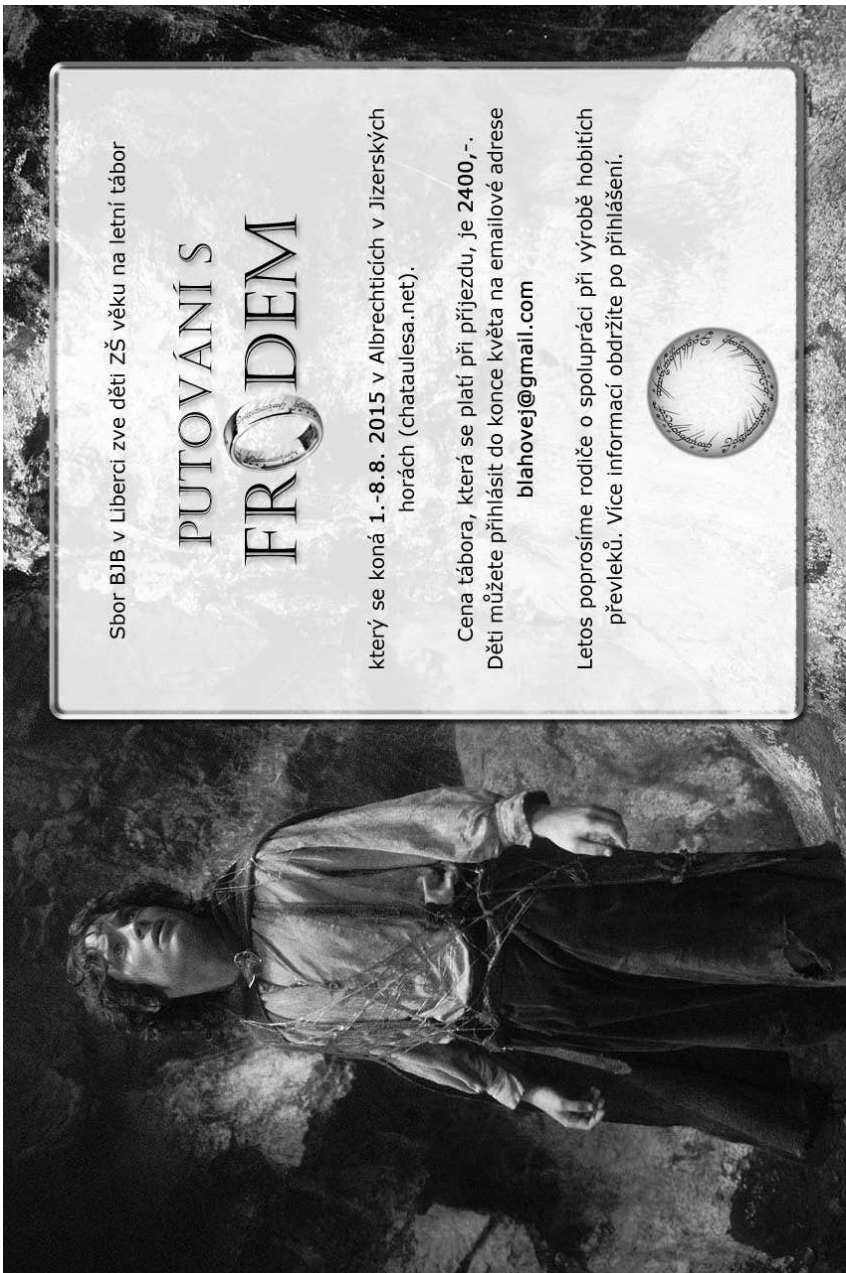 Sbor BJB v Liberci zve děti ZŠ věku na letní tábor
PUTOVÁNÍ S
FRODEM
který se koná 1.-8.8. 2015 v Albrechticích v Jizerských
horách (chataulesa.net).
Cena tábora, která se platí při příjezdu, je 2400,-.
Děti můžete přihlásit do konce května na emailové adrese
blahovej@gmail.com
Letos poprosíme rodiče o spolupráci při výrobě hobitích
převleků. Více informací obdržíte po přihlášení.